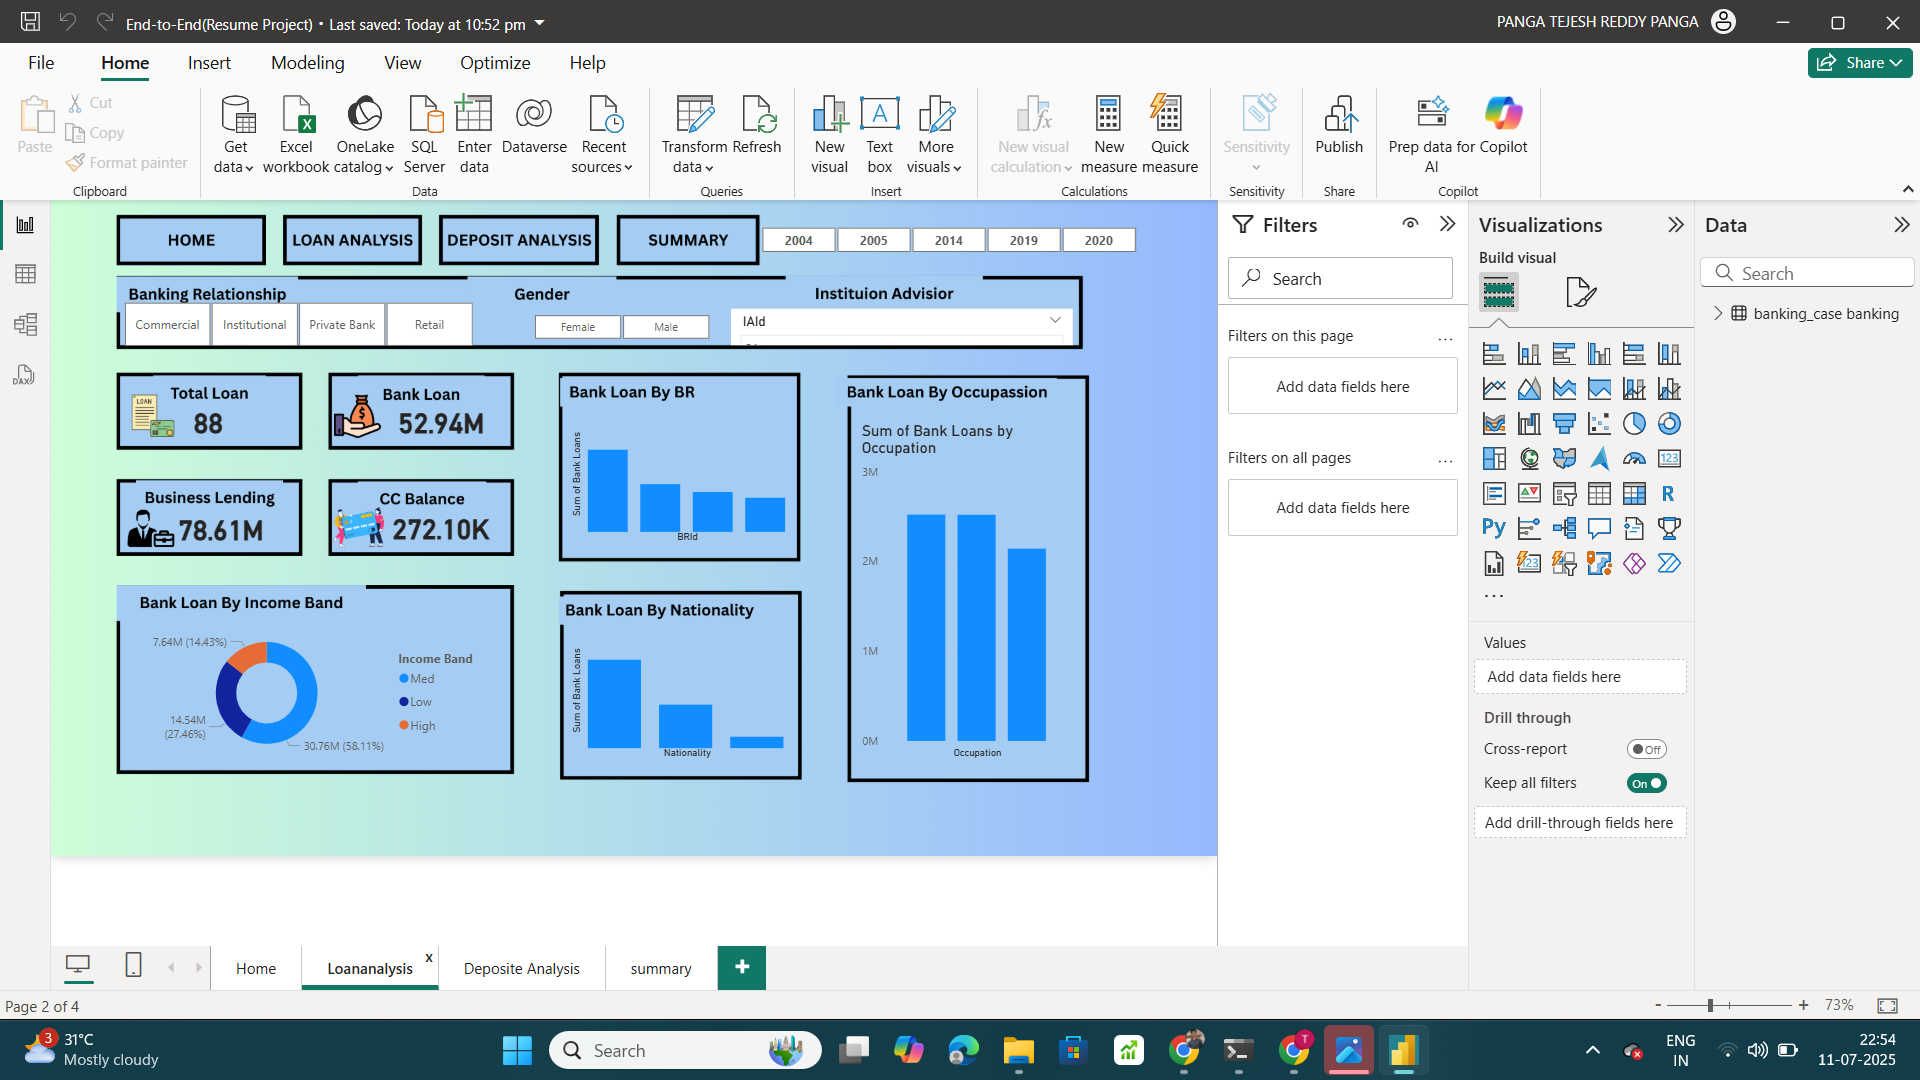 End-to-End(Resume Project) • Last saved: Today at 10:52 pm
PANGA TEJESH REDDY PANGA
File Home Insert Modeling View Optimize Help
Share
Paste
Cut
Copy
Format painter
Clipboard
Get data
Excel workbook
OneLake catalog
SQL Server
Enter data
Dataverse
Recent sources
Data
Transform data
Refresh
Queries
New visual
Text box
More visuals
Insert
New visual calculation
New measure
Quick measure
Calculations
Sensitivity
Sensitivity
Publish
Share
Prep data for AI
Copilot
Copilot
HOME
LOAN ANALYSIS
DEPOSIT ANALYSIS
SUMMARY
2004 2005 2014 2019 2020
Banking Relationship
Commercial Institutional Private Bank Retail
Gender
Female Male
Instituion Advisior
IAId
Total Loan
88
Bank Loan
52.94M
Business Lending
78.61M
CC Balance
272.10K
Bank Loan By BR
Sum of Bank Loans
BRId
Bank Loan By Occupassion
Sum of Bank Loans by
Occupation
3M
2M
1M
0M
Occupation
Bank Loan By Income Band
7.64M (14.43%)
14.54M
(27.46%)
30.76M (58.11%)
Income Band
Med
Low
High
Bank Loan By Nationality
Sum of Bank Loans
Nationality
Filters
Search
Filters on this page
...
Add data fields here
Filters on all pages
...
Add data fields here
Visualizations
Build visual
123
R
Py
123
...
Values
Add data fields here
Drill through
Cross-report
Off
Keep all filters
On
Add drill-through fields here
Data
Search
banking_case banking
DAX
Home
Loananalysis
x
Deposite Analysis
summary
+
Page 2 of 4
- + 73%
3
31°C
Mostly cloudy
Search
T
ENG
IN
22:54
11-07-2025